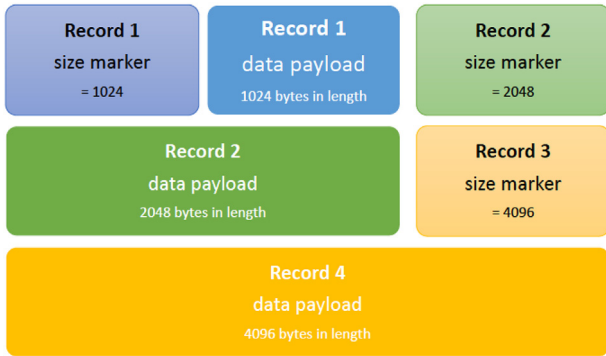 Record 1
size marker
= 1024
Record 1
data payload
1024 bytes in length
Record 2
size marker
= 2048
Record 2
data payload
2048 bytes in length
Record 3
size marker
= 4096
Record 4
data payload
4096 bytes in length